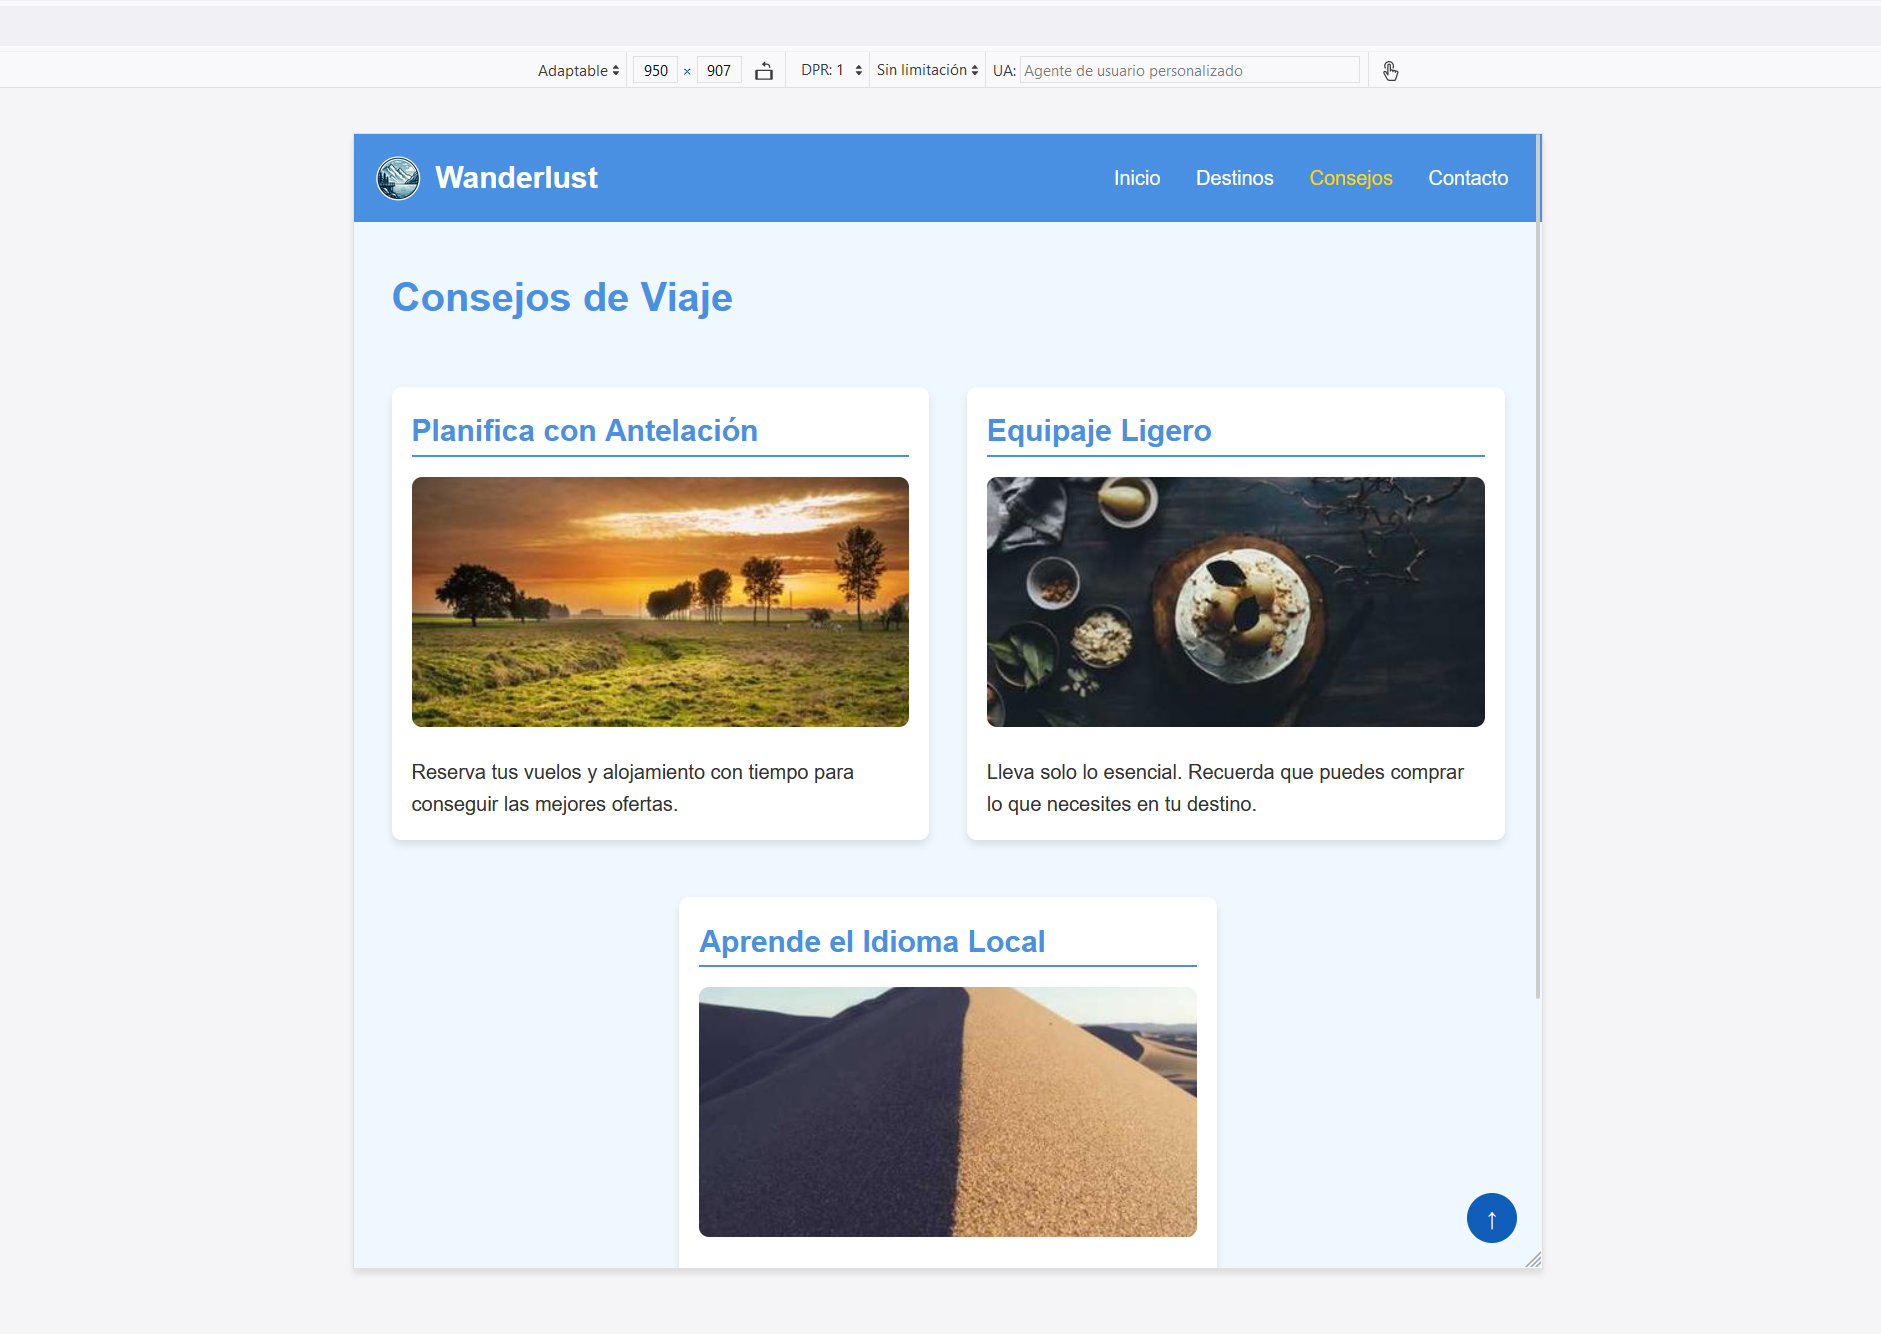 Adaptable 950 × 907 DPR: 1 Sin limitación UA: Agente de usuario personalizado
Wanderlust Inicio Destinos Consejos Contacto
Consejos de Viaje
Planifica con Antelación
Reserva tus vuelos y alojamiento con tiempo para
conseguir las mejores ofertas.
Equipaje Ligero
Lleva solo lo esencial. Recuerda que puedes comprar
lo que necesites en tu destino.
Aprende el Idioma Local
↑